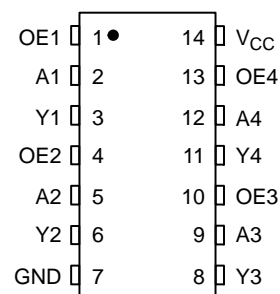 OE1 1 14 VCC
A1 2 13 OE4
Y1 3 12 A4
OE2 4 11 Y4
A2 5 10 OE3
Y2 6 9 A3
GND 7 8 Y3